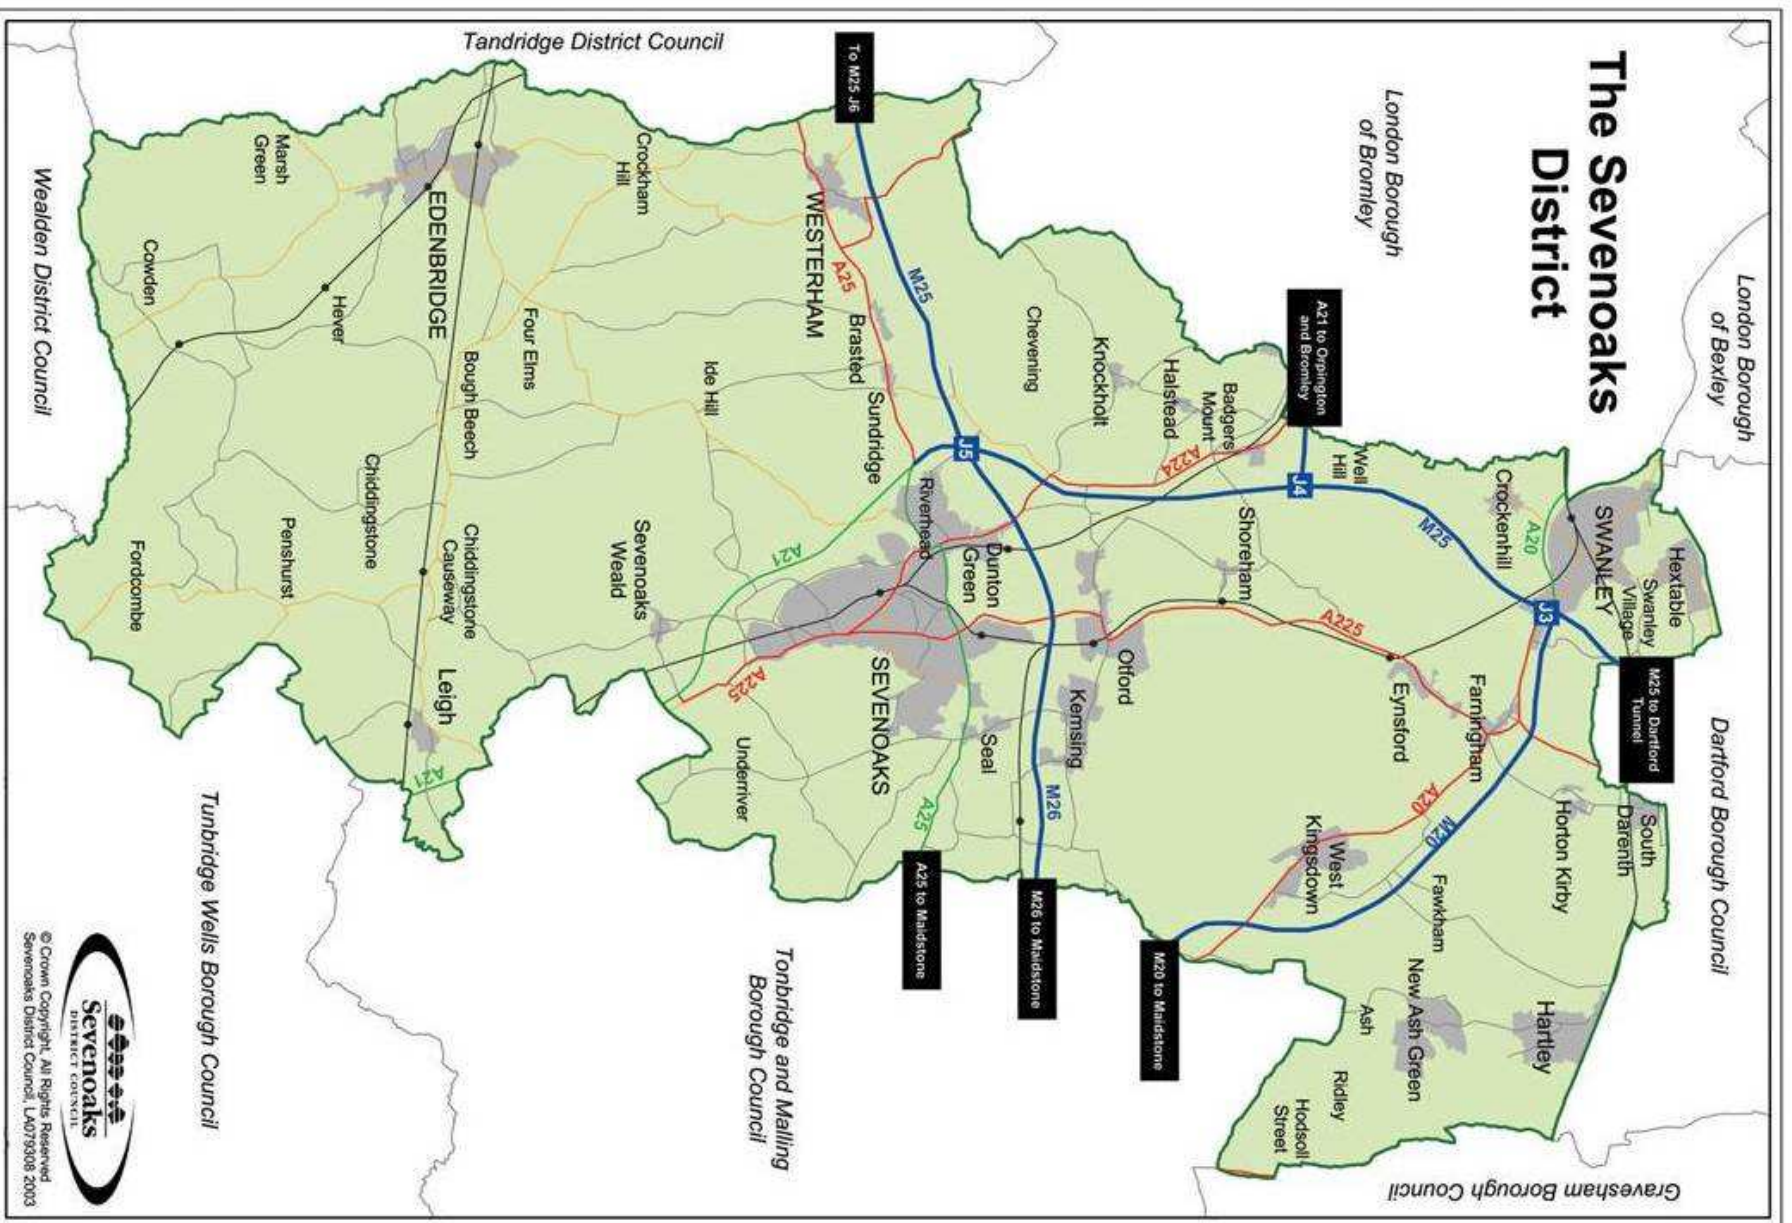 The Sevenoaks
District
London Borough
of Bexley
London Borough
of Bromley
Dartford Borough Council
Gravesham Borough Council
Tandridge District Council
Tonbridge and Malling
Borough Council
Wealden District Council
Tunbridge Wells Borough Council
Hextable
Swanley
Village
SWANLEY
M25 to Dartford
Tunnel
South
Darenth
A20
Crockenhill
J3
Horton Kirby
Hartley
Farningham
M25
A20
M20
Fawkham
New Ash Green
Eynsford
A225
Well
Hill
A21 to Orpington
and Bromley
J4
West
Kingsdown
Ash
Ridley
Hodsoll
Street
Badgers
Mount
Shoreham
Halstead
A224
M20 to Maidstone
Knockholt
Otford
Kemsing
Chevening
M26
M26 to Maidstone
J5
Dunton
Green
Seal
M25
Riverhead
A25
A25 to Maidstone
To M25 J6
A25
Brasted
Sundridge
SEVENOAKS
WESTERHAM
A21
A225
Underriver
Ide Hill
Crockham
Hill
Sevenoaks
Weald
Four Elms
Bough Beech
Chiddingstone
Causeway
Leigh
A21
EDENBRIDGE
Chiddingstone
Hever
Marsh
Green
Penshurst
Cowden
Fordcombe
Sevenoaks
DISTRICT COUNCIL
© Crown Copyright, All Rights Reserved
Sevenoaks District Council, LA079308 2003